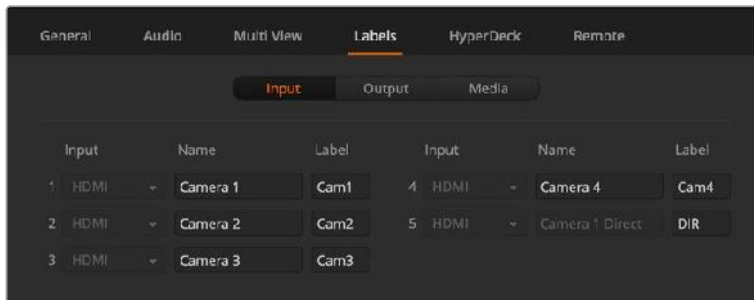 General Audio Multi View Labels HyperDeck Remote
Input Output Media
Input Name Label Input Name Label
1 HDMI Camera 1 Cam1 4 HDMI Camera 4 Cam4
2 HDMI Camera 2 Cam2 5 HDMI Camera 1 Direct DIR
3 HDMI Camera 3 Cam3